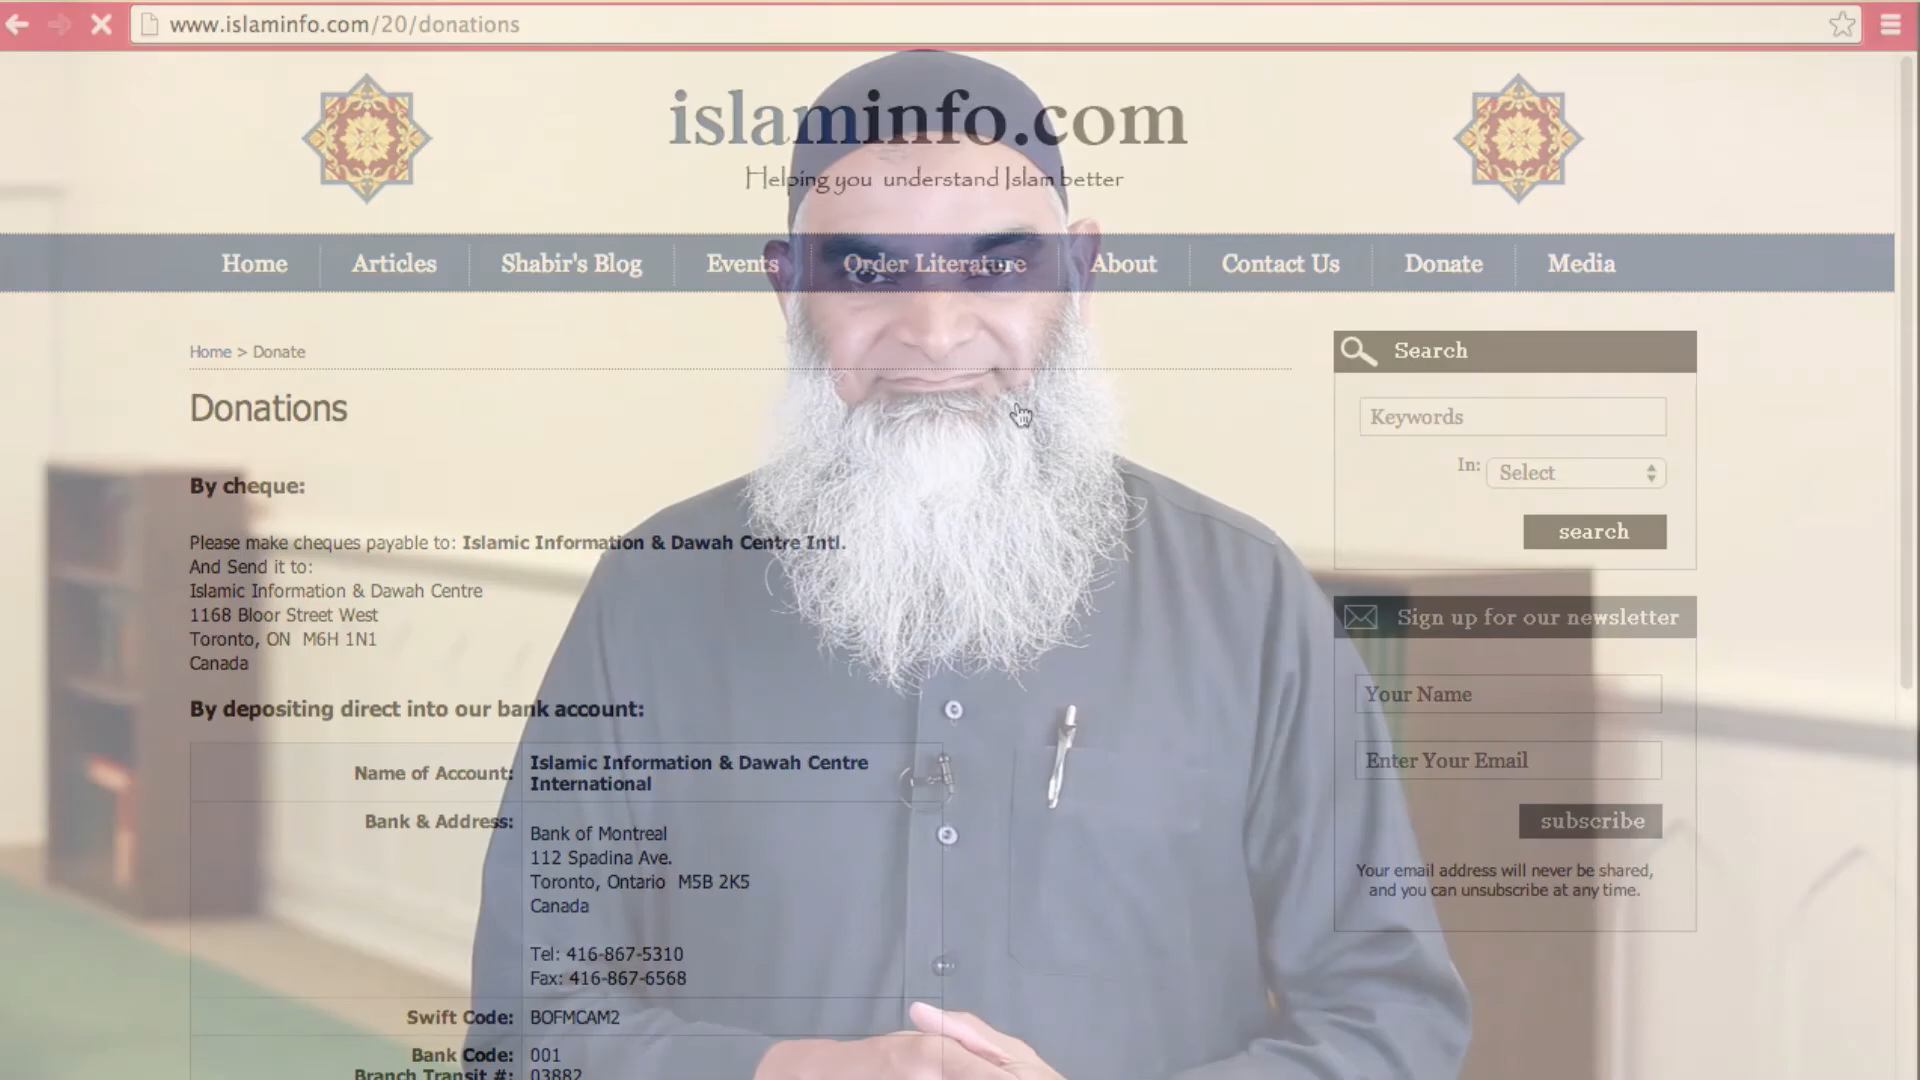 www.islaminfo.com/20/donations
islaminfo.com
Helping you understand Islam better
Home
Articles
Shabir's Blog
Events
Order Literature
About
Contact Us
Donate
Media
Home > Donate
Donations
By cheque:
Please make cheques payable to: Islamic Information & Dawah Centre Intl.
And Send it to:
Islamic Information & Dawah Centre
1168 Bloor Street West
Toronto, ON M6H 1N1
Canada
By depositing direct into our bank account:
Name of Account: Islamic Information & Dawah Centre
International
Bank & Address:
Bank of Montreal
112 Spadina Ave.
Toronto, Ontario M5B 2K5
Canada
Tel: 416-867-5310
Fax: 416-867-6568
Swift Code: BOFMCAM2
Bank Code: 001
Branch Transit #: 03882
Search
Keywords
In: Select
search
Sign up for our newsletter
Your Name
Enter Your Email
subscribe
Your email address will never be shared,
and you can unsubscribe at any time.